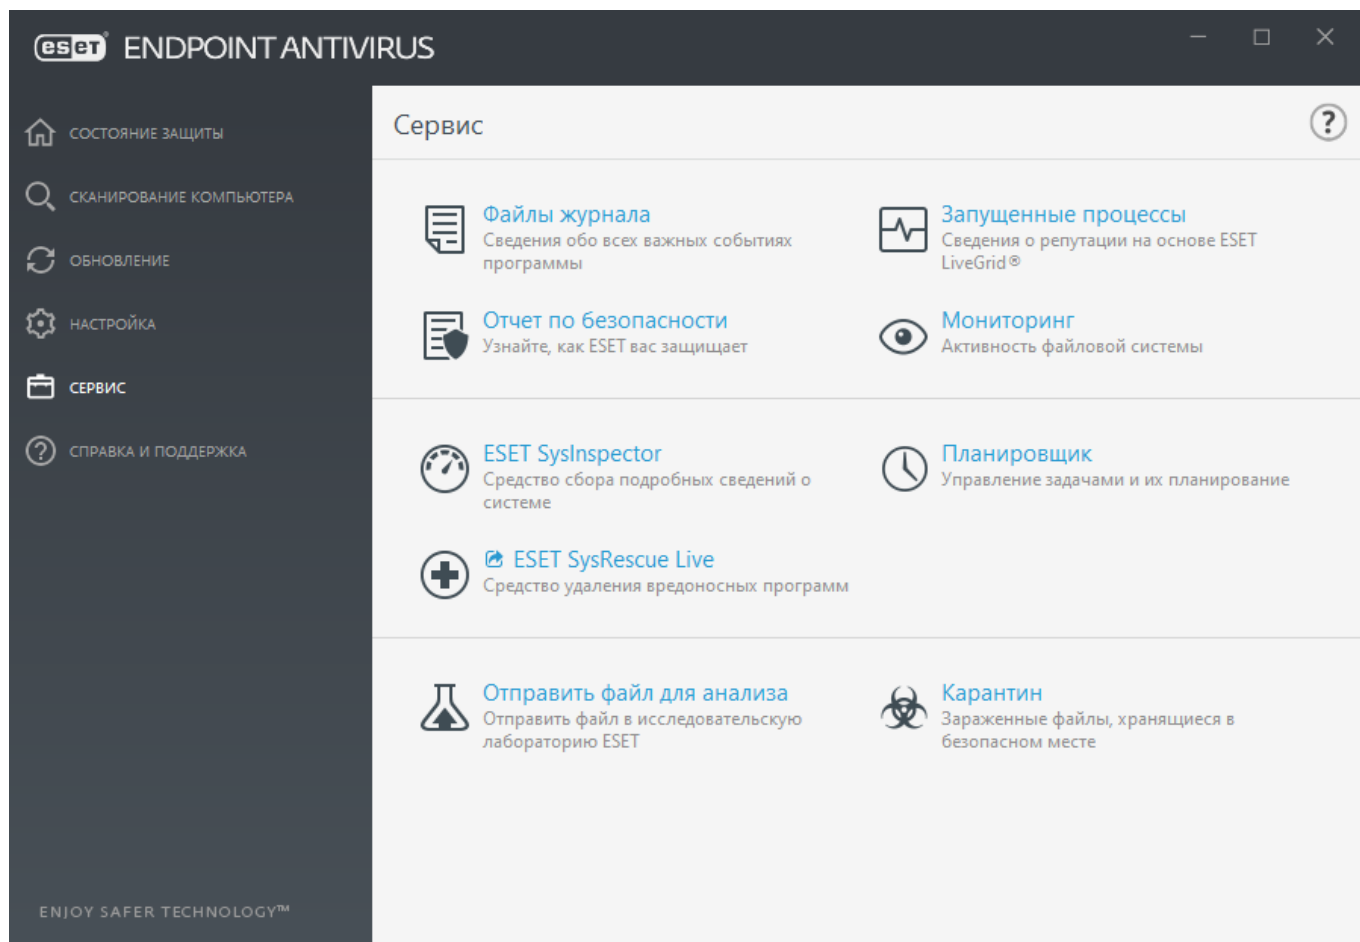 eset ENDPOINT ANTIVIRUS
СОСТОЯНИЕ ЗАЩИТЫ
СКАНИРОВАНИЕ КОМПЬЮТЕРА
ОБНОВЛЕНИЕ
НАСТРОЙКА
СЕРВИС
СПРАВКА И ПОДДЕРЖКА
ENJOY SAFER TECHNOLOGY™
Сервис
?
Файлы журнала
Сведения обо всех важных событиях
программы
Запущенные процессы
Сведения о репутации на основе ESET
LiveGrid®
Отчет по безопасности
Узнайте, как ESET вас защищает
Мониторинг
Активность файловой системы
ESET SysInspector
Средство сбора подробных сведений о
системе
Планировщик
Управление задачами и их планирование
ESET SysRescue Live
Средство удаления вредоносных программ
Отправить файл для анализа
Отправить файл в исследовательскую
лабораторию ESET
Карантин
Зараженные файлы, хранящиеся в
безопасном месте